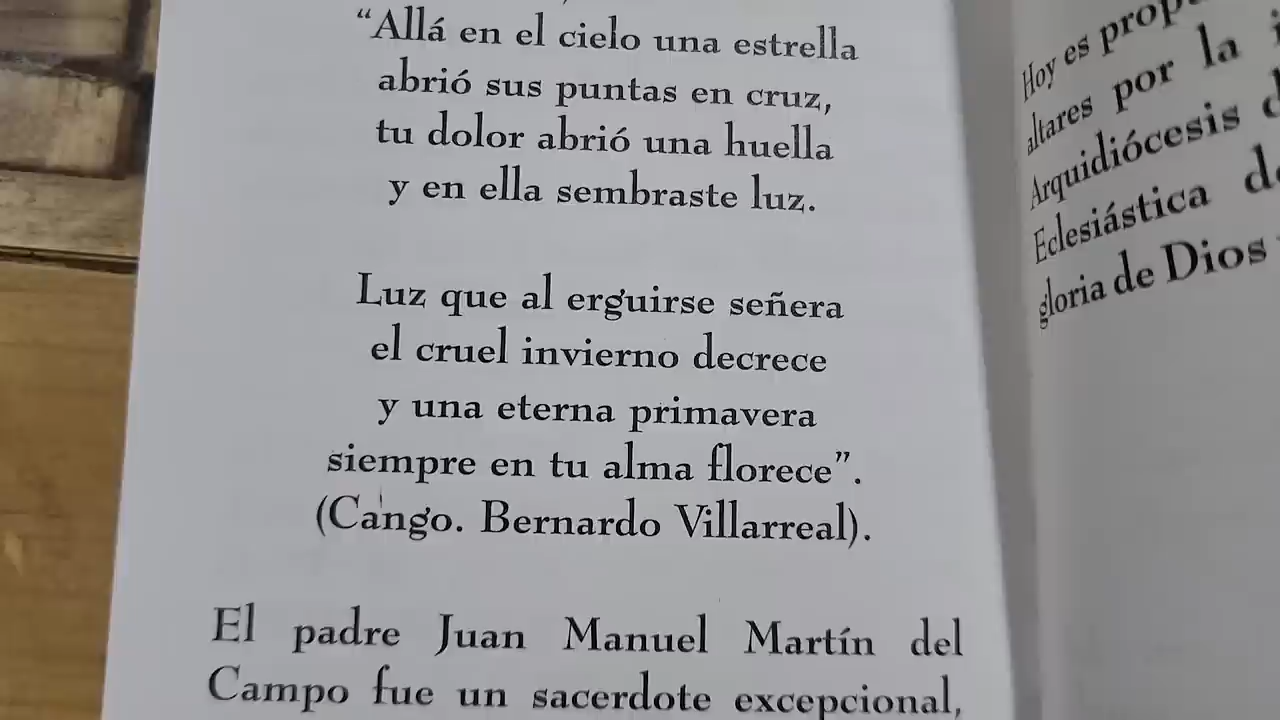 “Allá en el cielo una estrella
abrió sus puntas en cruz,
tu dolor abrió una huella
y en ella sembraste luz.
Luz que al erguirse señera
el cruel invierno decrece
y una eterna primavera
siempre en tu alma florece”.
(Cango. Bernardo Villarreal).
El padre Juan Manuel Martín del
Campo fue un sacerdote excepcional,
Hoy es
altares por la
Arquidiócesis
Eclesiástica
gloria de Dios